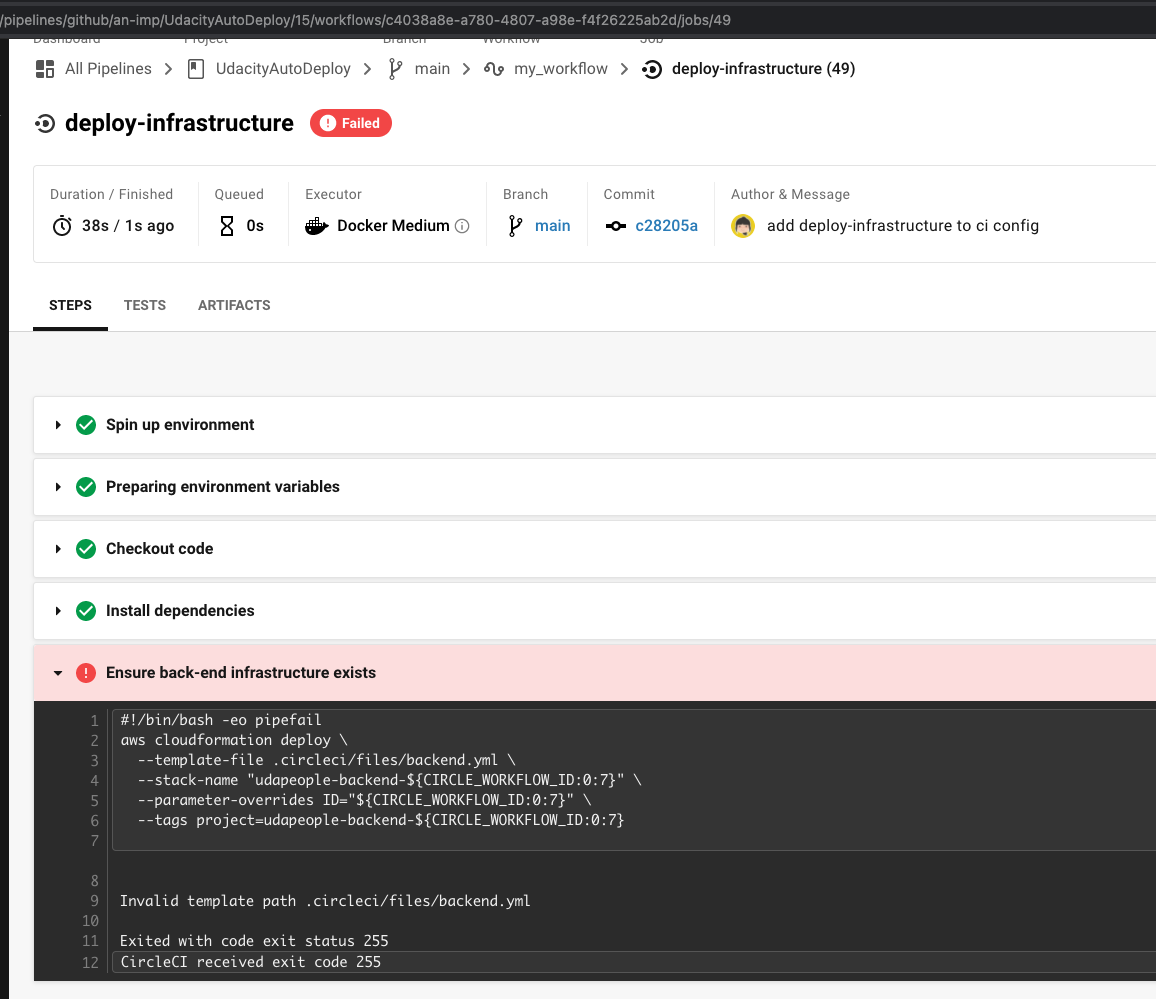 /pipelines/github/an-imp/UdacityAutoDeploy/15/workflows/c4038a8e-a780-4807-a98e-f4f26225ab2d/jobs/49
Dashboard Project Branch Workflow Job
All Pipelines UdacityAutoDeploy main my_workflow deploy-infrastructure (49)
deploy-infrastructure Failed
Duration / Finished Queued Executor Branch Commit Author & Message
38s / 1s ago 0s Docker Medium main c28205a add deploy-infrastructure to ci config
STEPS TESTS ARTIFACTS
Spin up environment
Preparing environment variables
Checkout code
Install dependencies
Ensure back-end infrastructure exists
1 #!/bin/bash -eo pipefail
2 aws cloudformation deploy \
3 --template-file .circleci/files/backend.yml \
4 --stack-name "udapeople-backend-${CIRCLE_WORKFLOW_ID:0:7}" \
5 --parameter-overrides ID="${CIRCLE_WORKFLOW_ID:0:7}" \
6 --tags project=udapeople-backend-${CIRCLE_WORKFLOW_ID:0:7}
7
8
9 Invalid template path .circleci/files/backend.yml
10
11 Exited with code exit status 255
12 CircleCI received exit code 255